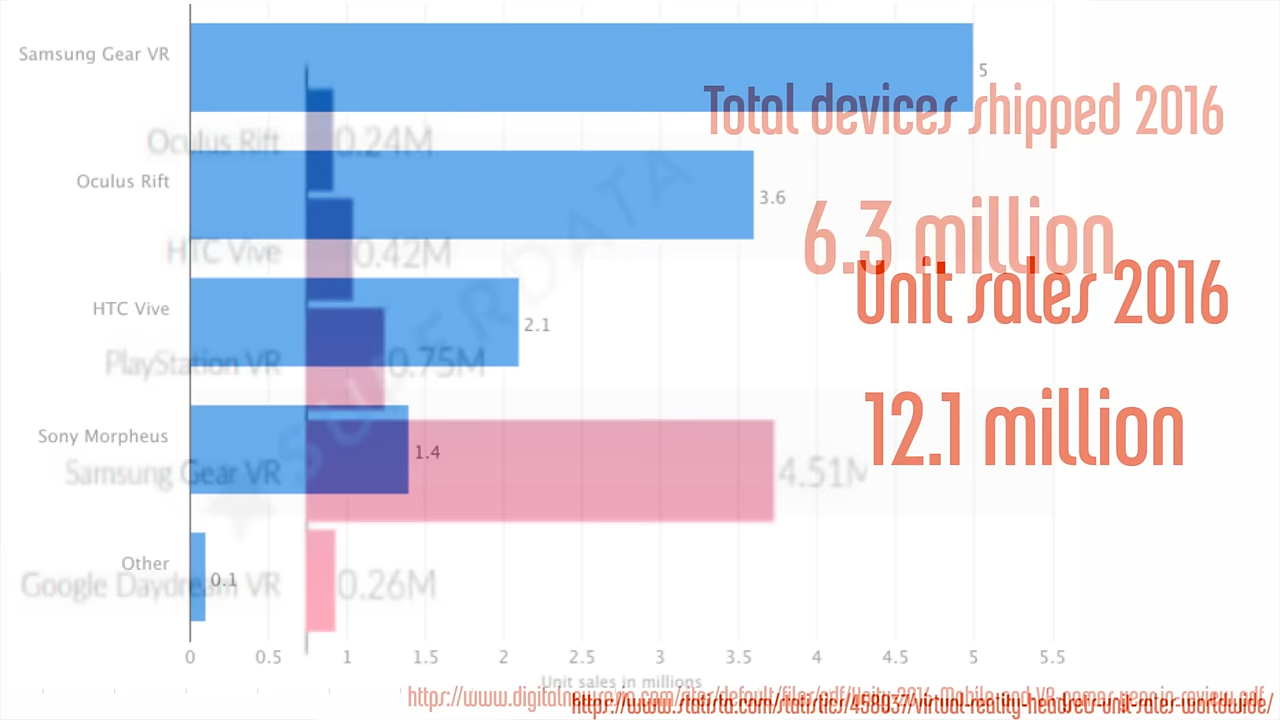 Samsung Gear VR
5
Total devices shipped 2016
Oculus Rift
0.24M
Oculus Rift
3.6
6.3 million
HTC Vive
0.42M
Unit sales 2016
HTC Vive
2.1
PlayStation VR
0.75M
SUPERDATA
12.1 million
Sony Morpheus
1.4
Samsung Gear VR
4.51M
Other
0.1
Google Daydream VR
0.26M
0 0.5 1 1.5 2 2.5 3 3.5 4 4.5 5 5.5
Unit sales in millions
https://www.statista.com/statistics/458037/virtual-reality-headsets-unit-sales-worldwide/